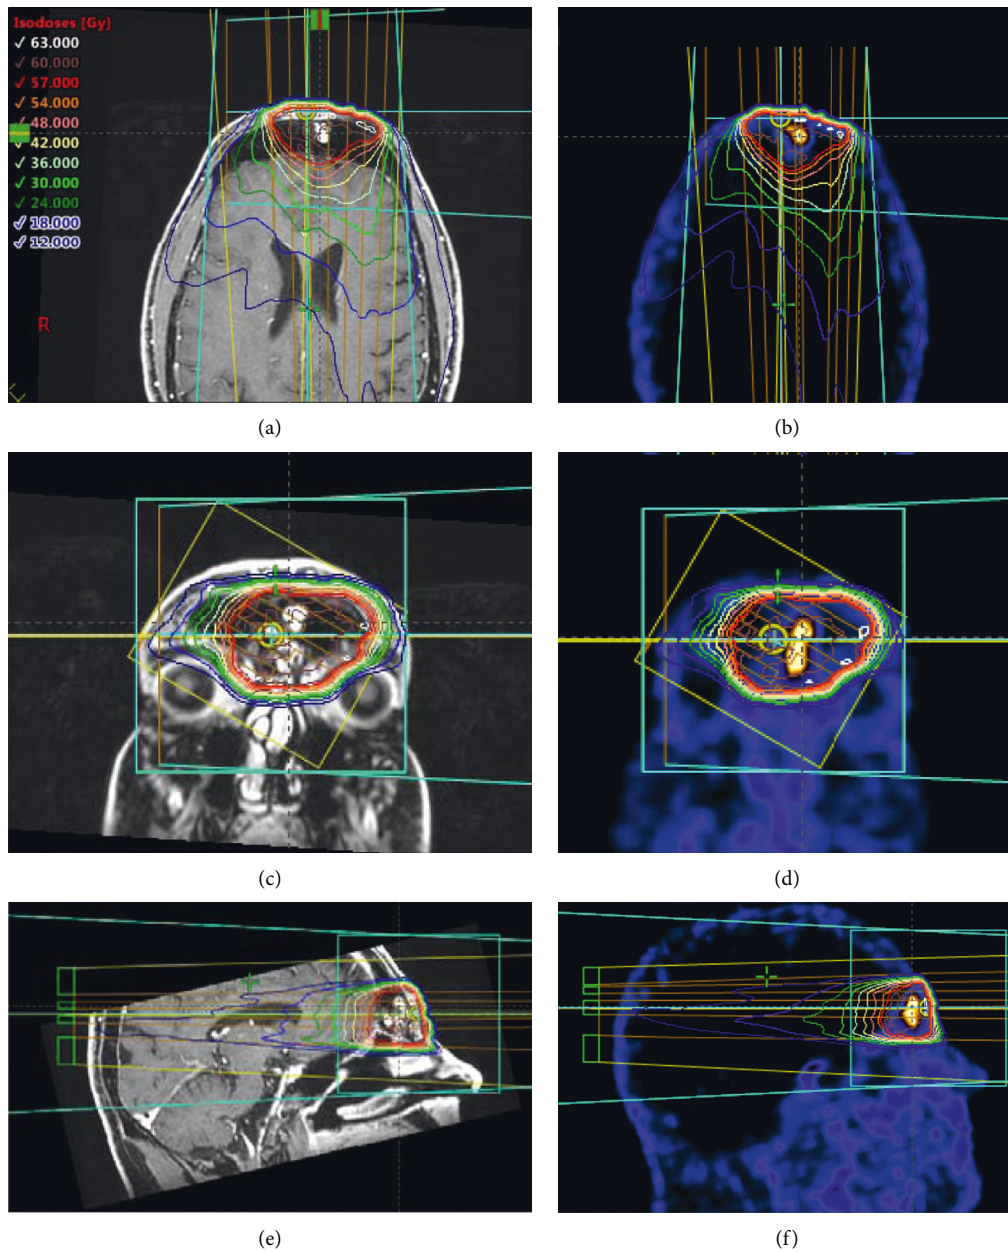 Isodoses [Gy]
✓ 63.000
✓ 60.000
✓ 57.000
✓ 54.000
✓ 48.000
✓ 42.000
✓ 36.000
✓ 30.000
✓ 24.000
✓ 18.000
✓ 12.000
R
(a)
(b)
(c)
(d)
(e)
(f)